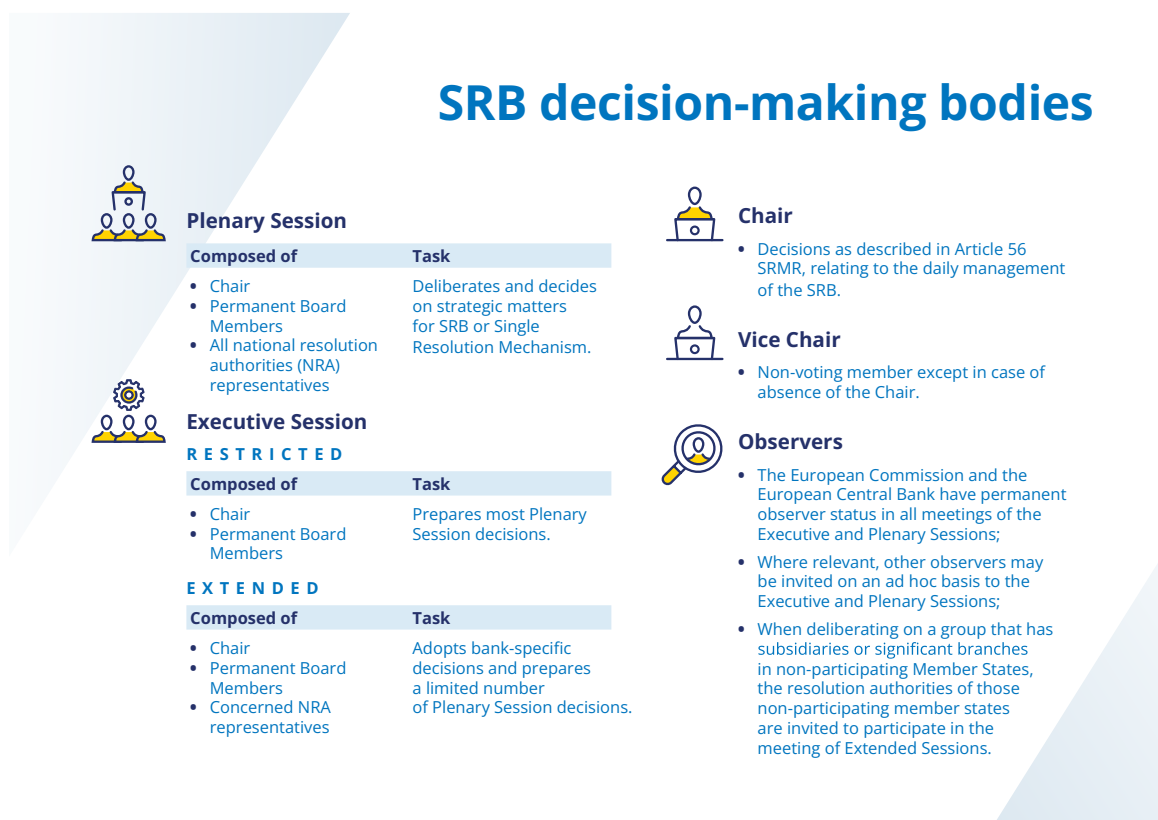 SRB decision-making bodies
Plenary Session
Composed of
Task
• Chair
• Permanent Board
Members
• All national resolution
authorities (NRA)
representatives
Deliberates and decides
on strategic matters
for SRB or Single
Resolution Mechanism.
Executive Session
RESTRICTED
Composed of
Task
• Chair
• Permanent Board
Members
Prepares most Plenary
Session decisions.
EXTENDED
Composed of
Task
• Chair
• Permanent Board
Members
• Concerned NRA
representatives
Adopts bank-specific
decisions and prepares
a limited number
of Plenary Session decisions.
Chair
• Decisions as described in Article 56
SRMR, relating to the daily management
of the SRB.
Vice Chair
• Non-voting member except in case of
absence of the Chair.
Observers
• The European Commission and the
European Central Bank have permanent
observer status in all meetings of the
Executive and Plenary Sessions;
• Where relevant, other observers may
be invited on an ad hoc basis to the
Executive and Plenary Sessions;
• When deliberating on a group that has
subsidiaries or significant branches
in non-participating Member States,
the resolution authorities of those
non-participating member states
are invited to participate in the
meeting of Extended Sessions.